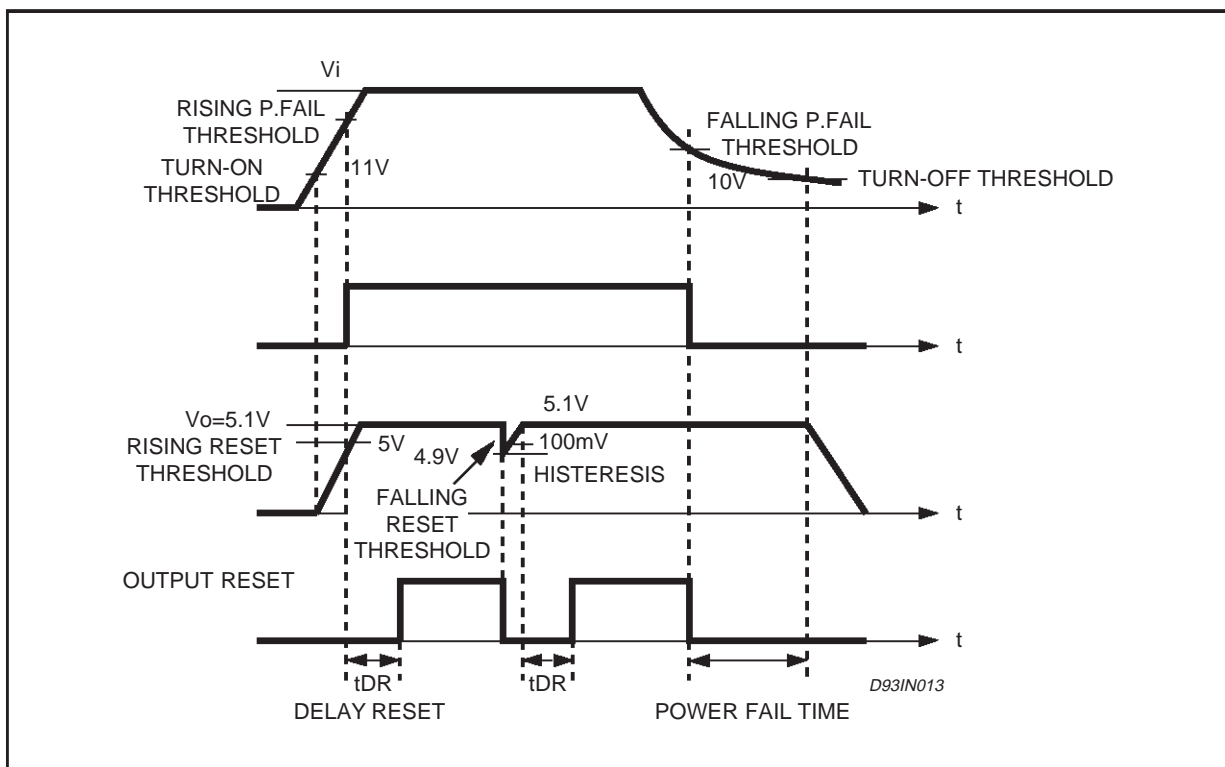 Vi
RISING P.FAIL
THRESHOLD
TURN-ON
THRESHOLD
11V
FALLING P.FAIL
THRESHOLD
10V
TURN-OFF THRESHOLD
t
t
Vo=5.1V
RISING RESET
THRESHOLD
5V
4.9V
5.1V
100mV
HISTERESIS
FALLING
RESET
THRESHOLD
t
OUTPUT RESET
t
tDR
tDR
DELAY RESET
POWER FAIL TIME
D93IN013